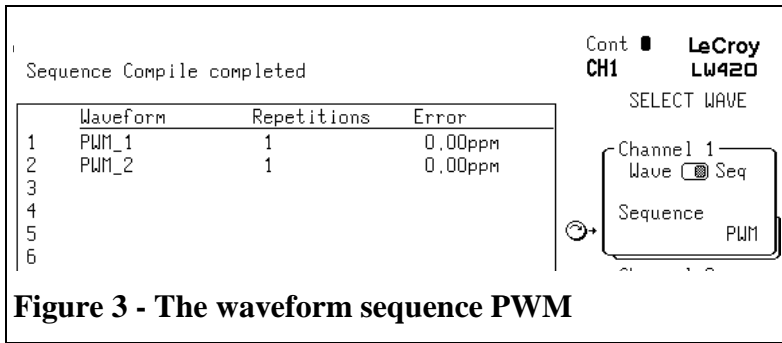 Cont LeCroy
Sequence Compile completed CH1 LW420
SELECT WAVE
Waveform Repetitions Error
1 PWM_1 1 0.00ppm
2 PWM_2 1 0.00ppm
3
4
5
6
Channel 1
Wave Seq
Sequence
PWM
Figure 3 - The waveform sequence PWM